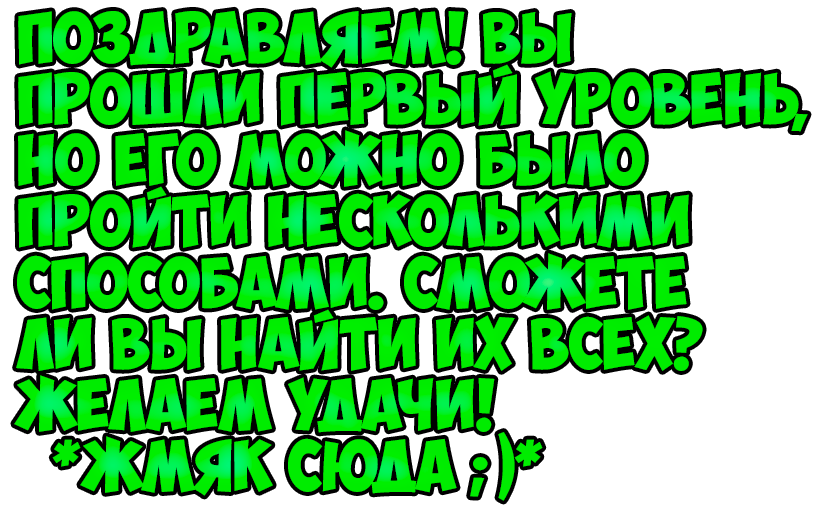 ПОЗДРАВЛЯЕМ! ВЫ
ПРОШЛИ ПЕРВЫЙ УРОВЕНЬ,
НО ЕГО МОЖНО БЫЛО
ПРОЙТИ НЕСКОЛЬКИМИ
СПОСОБАМИ. СМОЖЕТЕ
ЛИ ВЫ НАЙТИ ИХ ВСЕХ?
ЖЕЛАЕМ УДАЧИ!
*ЖМЯК СЮДА ;)*